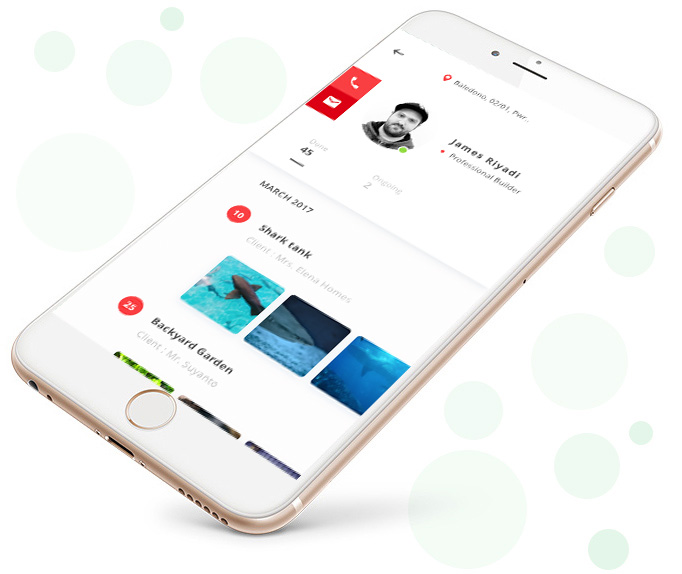 Baledono, 02/01, Pwr..
James Riyadi
Professional Builder
Done
45
Ongoing
2
MARCH 2017
10
Shark tank
Client : Mrs. Elena Homes
25
Backyard Garden
Client : Mr. Suyanto